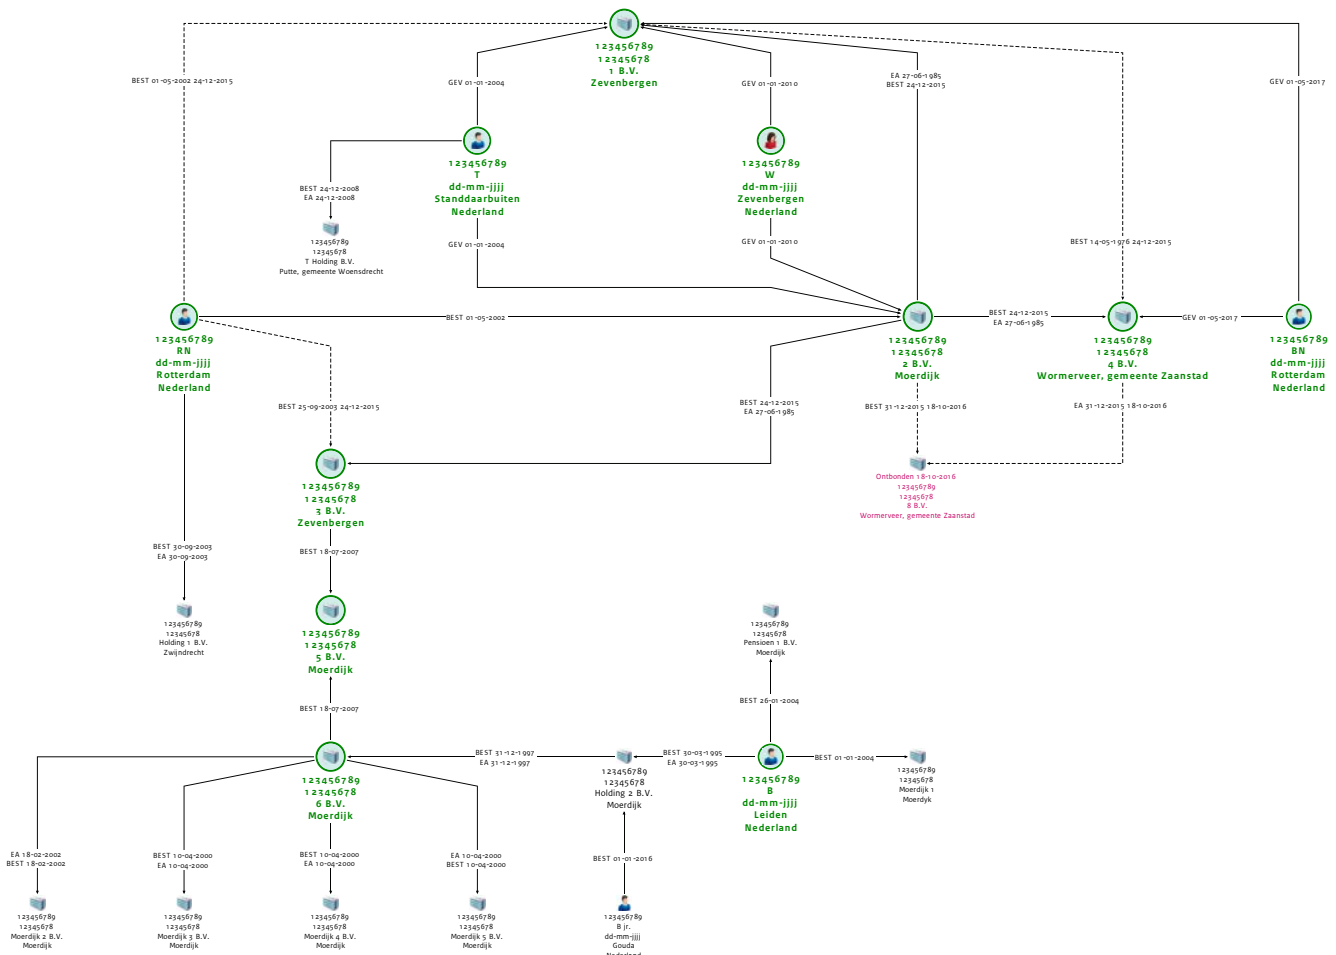 123456789
12345678
1 B.V.
Zevenbergen
BEST 01-05-2002 24-12-2015
GEV 01-01-2004
GEV 01-01-2010
EA 27-06-1985
BEST 24-12-2015
GEV 01-05-2017
123456789
T
dd-mm-jjjj
Standdaarbuiten
Nederland
123456789
W
dd-mm-jjjj
Zevenbergen
Nederland
BEST 24-12-2008
EA 24-12-2008
123456789
12345678
T Holding B.V.
Putte, gemeente Woensdrecht
GEV 01-01-2004
GEV 01-01-2010
BEST 14-05-1976 24-12-2015
123456789
RN
dd-mm-jjjj
Rotterdam
Nederland
BEST 01-05-2002
123456789
12345678
2 B.V.
Moerdijk
BEST 24-12-2015
EA 27-06-1985
123456789
12345678
4 B.V.
Wormerveer, gemeente Zaanstad
GEV 01-05-2017
123456789
BN
dd-mm-jjjj
Rotterdam
Nederland
BEST 25-09-2003 24-12-2015
BEST 24-12-2015
EA 27-06-1985
BEST 31-12-2015 18-10-2016
EA 31-12-2015 18-10-2016
123456789
12345678
3 B.V.
Zevenbergen
Ontbonden 18-10-2016
123456789
12345678
8 B.V.
Wormerveer, gemeente Zaanstad
BEST 30-09-2003
EA 30-09-2003
BEST 18-07-2007
123456789
12345678
Holding 1 B.V.
Zwijndrecht
123456789
12345678
5 B.V.
Moerdijk
123456789
12345678
Pensioen 1 B.V.
Moerdijk
BEST 18-07-2007
BEST 26-01-2004
123456789
12345678
6 B.V.
Moerdijk
BEST 31-12-1997
EA 31-12-1997
123456789
12345678
Holding 2 B.V.
Moerdijk
BEST 30-03-1995
EA 30-03-1995
123456789
B
dd-mm-jjjj
Leiden
Nederland
BEST 01-01-2004
123456789
12345678
Moerdijk 1
Moerdyk
EA 18-02-2002
BEST 18-02-2002
BEST 10-04-2000
EA 10-04-2000
BEST 10-04-2000
EA 10-04-2000
EA 10-04-2000
BEST 10-04-2000
BEST 01-01-2016
123456789
12345678
Moerdijk 2 B.V.
Moerdijk
123456789
12345678
Moerdijk 3 B.V.
Moerdijk
123456789
12345678
Moerdijk 4 B.V.
Moerdijk
123456789
12345678
Moerdijk 5 B.V.
Moerdijk
123456789
B jr.
dd-mm-jjjj
Gouda
Nederland